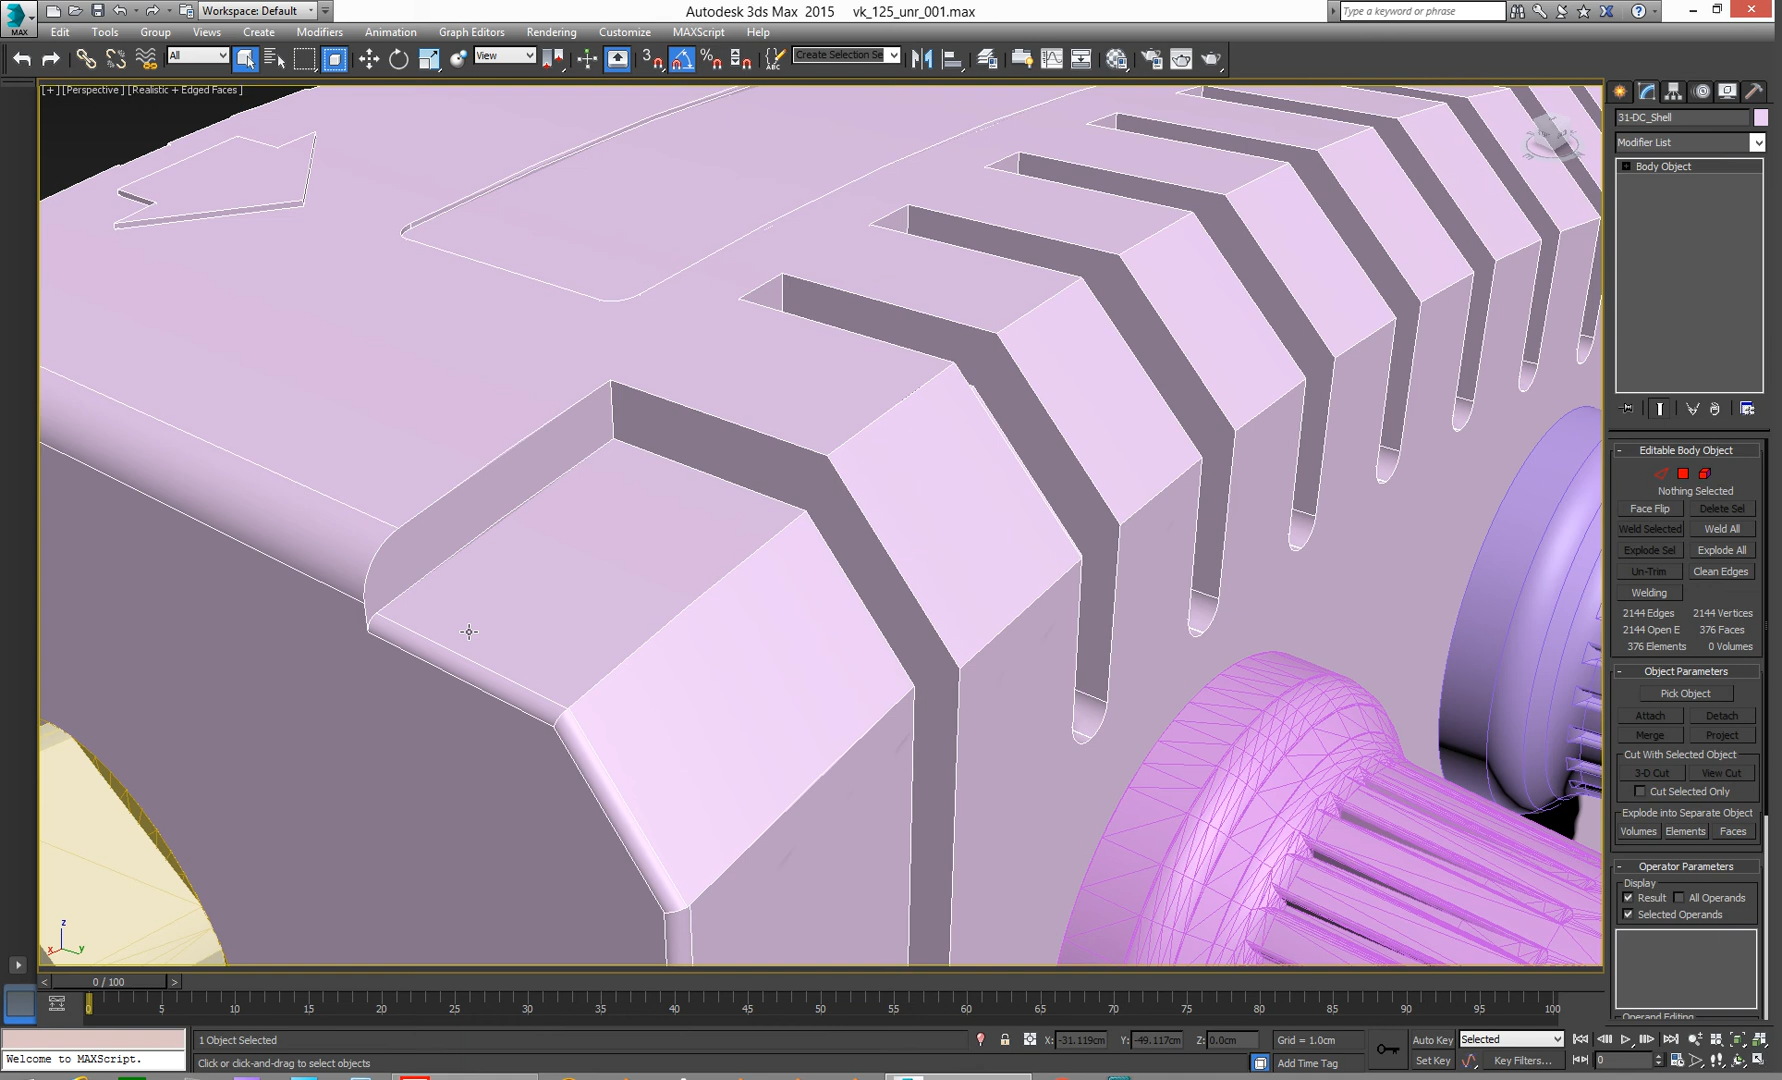 Workspace: Default
Autodesk 3ds Max 2015 vk_125_unr_001.max
Type a keyword or phrase
MAX
Edit Tools Group Views Create Modifiers Animation Graph Editors Rendering Customize MAXScript Help
All
View
Create Selection Se
[+] [Perspective ] [Realistic + Edged Faces ]
31-DC_Shell
Modifier List
Body Object
Editable Body Object
Nothing Selected
Face Flip Delete Sel
Weld Selected Weld All
Explode Sel Explode All
Un-Trim Clean Edges
Welding
2144 Edges 2144 Vertices
2144 Open E 376 Faces
376 Elements 0 Volumes
Object Parameters
Pick Object
Attach Detach
Merge Project
Cut With Selected Object
3-D Cut View Cut
Cut Selected Only
Explode into Separate Object
Volumes Elements Faces
Operator Parameters
Display
Result All Operands
Selected Operands
Operand Editing
z
x y
< 0 / 100 >
0 5 10 15 20 25 30 35 40 45 50 55 60 65 70 75 80 85 90 95 100
1 Object Selected X: -31.119cm Y: -49.117cm Z: 0.0cm Grid = 1.0cm Auto Key Selected
Welcome to MAXScript. Click or click-and-drag to select objects Add Time Tag Set Key Key Filters... 0